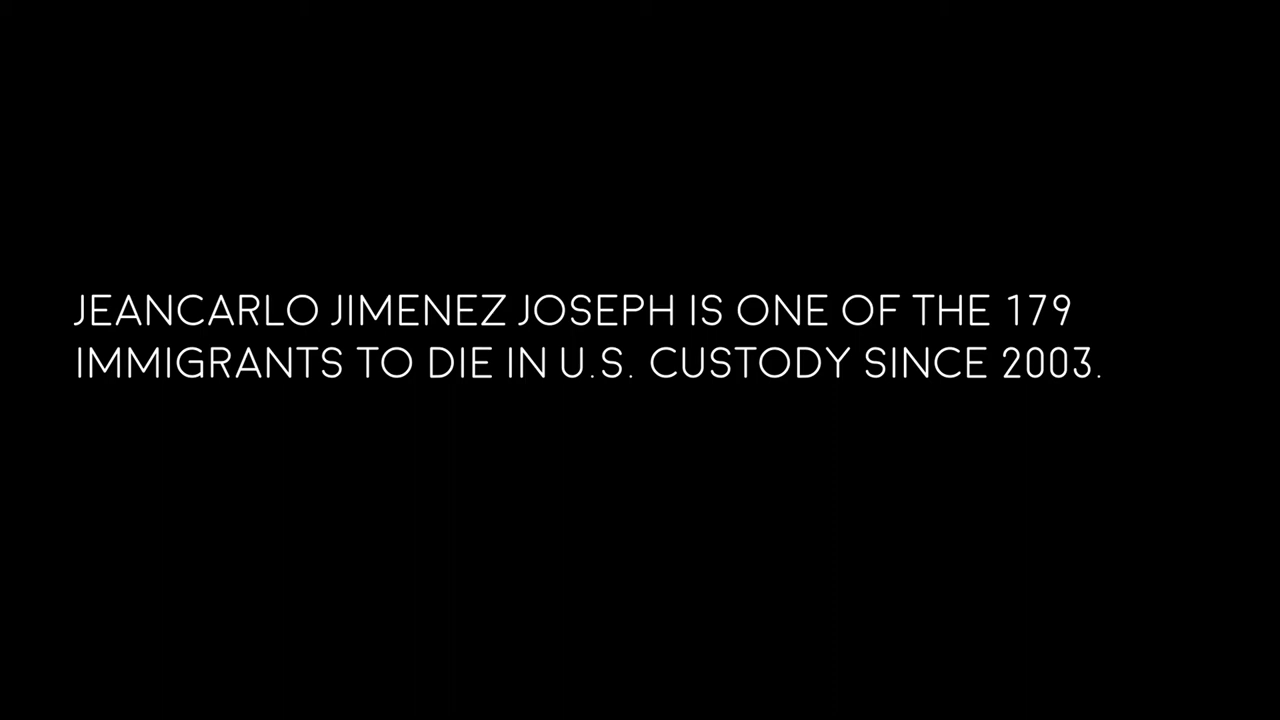 JEANCARLO JIMENEZ JOSEPH IS ONE OF THE 179
IMMIGRANTS TO DIE IN U.S. CUSTODY SINCE 2003.